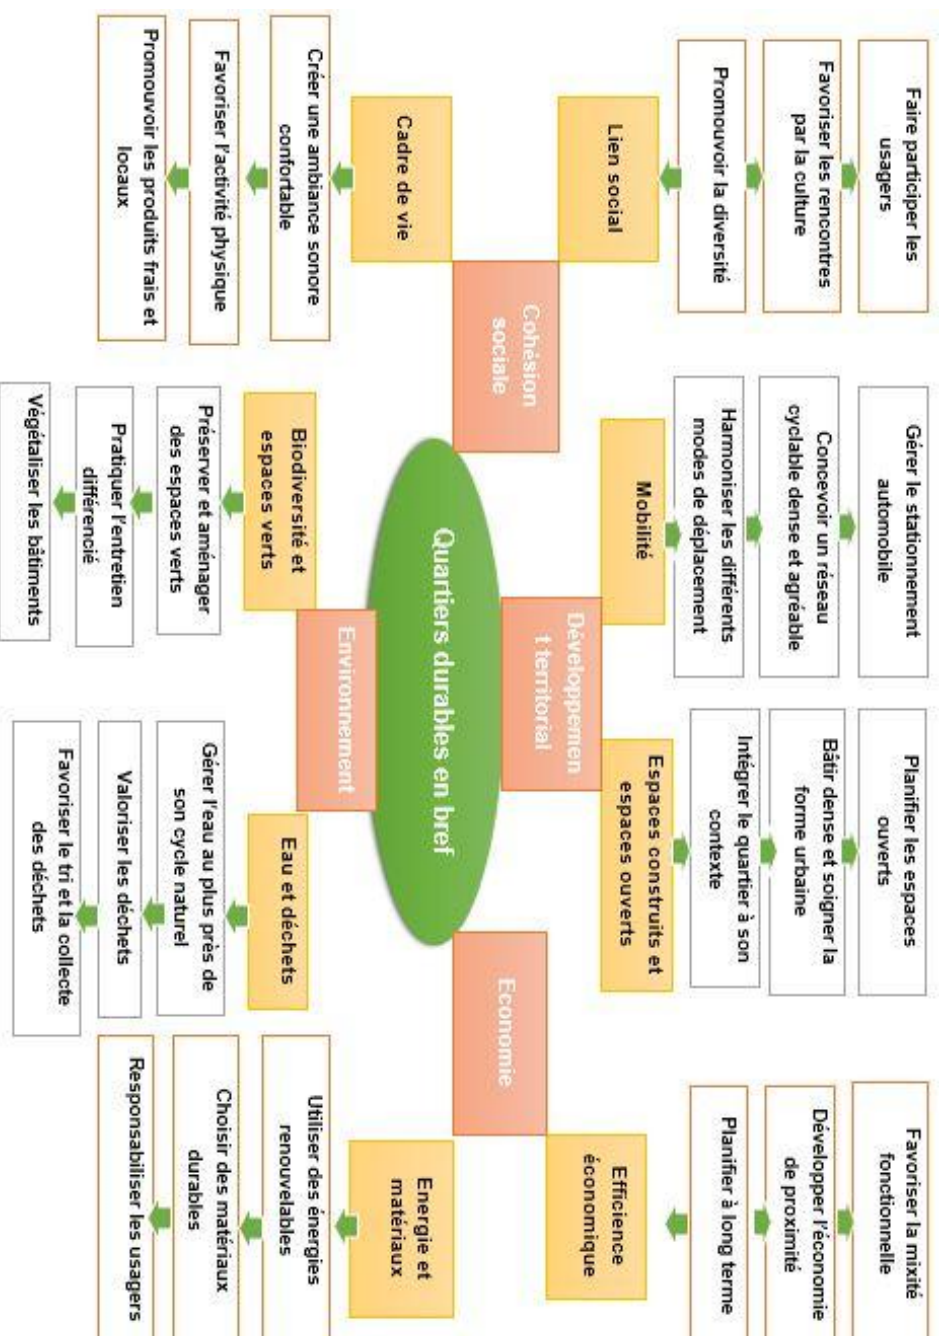 Faire participer les
usagers
Favoriser les rencontres
par la culture
Promouvoir la diversité
Lien social
Gérer le stationnement
automobile
Concevoir un réseau
cyclable dense et agréable
Harmoniser les différents
modes de déplacement
Mobilité
Planifier les espaces
ouverts
Bâtir dense et soigner la
forme urbaine
Intégrer le quartier à son
contexte
Espaces construits et
espaces ouverts
Favoriser la mixité
fonctionnelle
Développer l'économie
de proximité
Planifier à long terme
Efficience
économique
Cohésion
sociale
Développemen
t territorial
Economie
Quartiers durables en bref
Environnement
Cadre de vie
Créer une ambiance sonore
confortable
Favoriser l'activité physique
Promouvoir les produits frais et
locaux
Biodiversité et
espaces verts
Préserver et aménager
des espaces verts
Pratiquer l'entretien
différencié
Végétaliser les bâtiments
Eau et déchets
Gérer l'eau au plus près de
son cycle naturel
Valoriser les déchets
Favoriser le tri et la collecte
des déchets
Energie et
matériaux
Utiliser des énergies
renouvelables
Choisir des matériaux
durables
Responsabiliser les usagers